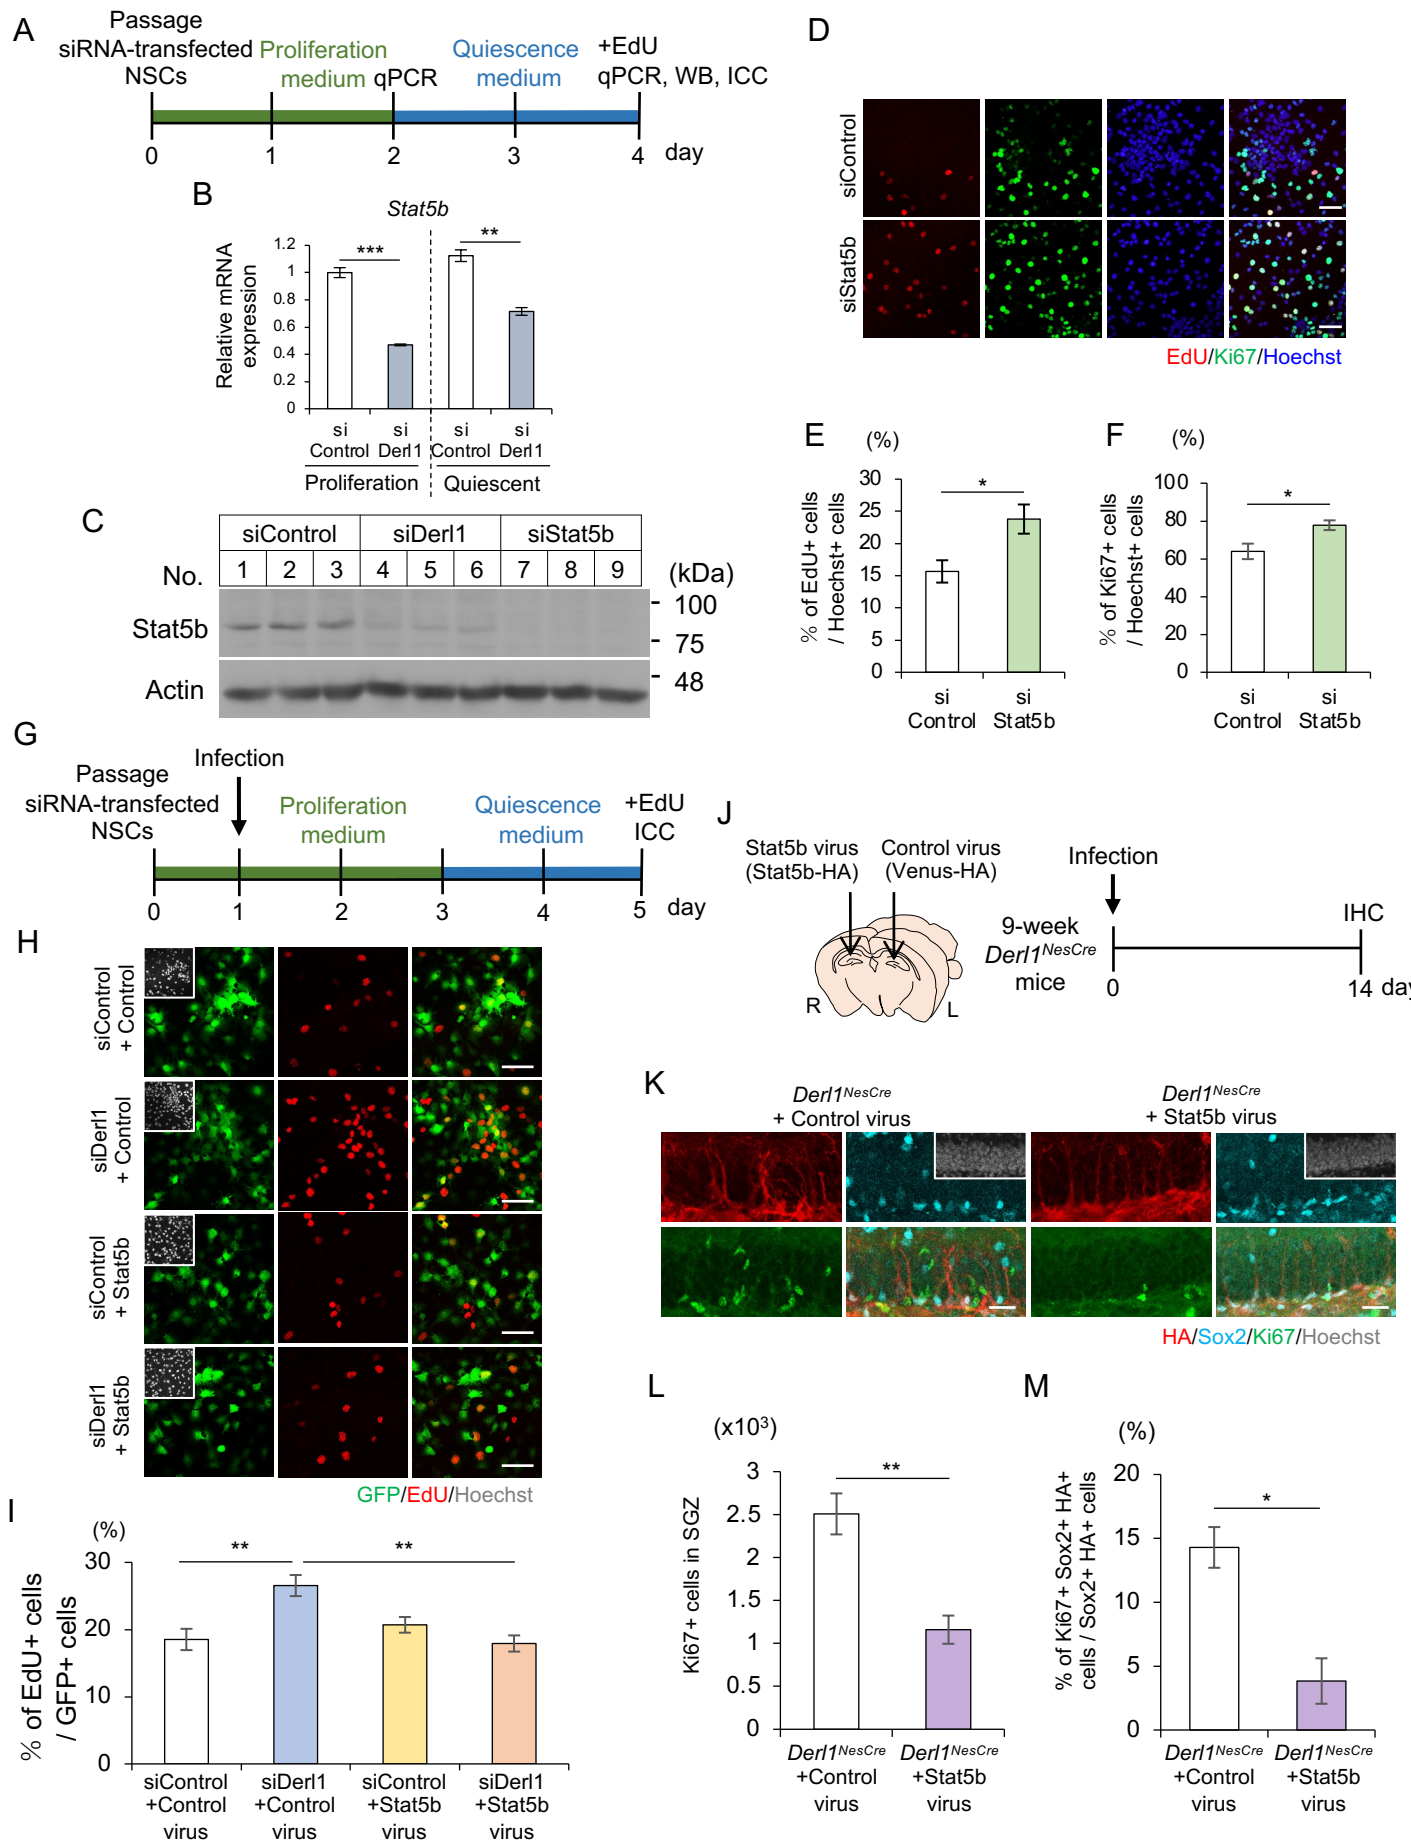 A
Passage
siRNA-transfected
NSCs
Proliferation
medium
qPCR
Quiescence
medium
+EdU
qPCR, WB, ICC
0
1
2
3
4
day
B
Stat5b
Relative mRNA
expression
1.2
1
0.8
0.6
0.4
0.2
0
***
**
si
Control
si
Derl1
si
Control
si
Derl1
Proliferation
Quiescent
C
siControl
siDerl1
siStat5b
No.
1
2
3
4
5
6
7
8
9
(kDa)
Stat5b
100
75
Actin
48
D
siControl
siStat5b
EdU/Ki67/Hoechst
E
(%)
% of EdU+ cells
/ Hoechst+ cells
30
25
20
15
10
5
0
*
si
Control
si
Stat5b
F
(%)
% of Ki67+ cells
/ Hoechst+ cells
100
80
60
40
20
0
*
si
Control
si
Stat5b
G
Passage
siRNA-transfected
NSCs
Infection
Proliferation
medium
Quiescence
medium
+EdU
ICC
0
1
2
3
4
5
day
H
siControl
+ Control
siDerl1
+ Control
siControl
+ Stat5b
siDerl1
+ Stat5b
GFP/EdU/Hoechst
I
(%)
% of EdU+ cells
/ GFP+ cells
30
20
10
0
**
**
siControl
+Control
virus
siDerl1
+Control
virus
siControl
+Stat5b
virus
siDerl1
+Stat5b
virus
J
Stat5b virus
(Stat5b-HA)
Control virus
(Venus-HA)
R
L
9-week
Derl1NesCre
mice
Infection
IHC
0
14
day
K
Derl1NesCre
+ Control virus
Derl1NesCre
+ Stat5b virus
HA/Sox2/Ki67/Hoechst
L
(x10³)
Ki67+ cells in SGZ
3
2.5
2
1.5
1
0.5
0
**
Derl1NesCre
+Control
virus
Derl1NesCre
+Stat5b
virus
M
(%)
% of Ki67+ Sox2+ HA+
cells / Sox2+ HA+ cells
20
15
10
5
0
*
Derl1NesCre
+Control
virus
Derl1NesCre
+Stat5b
virus